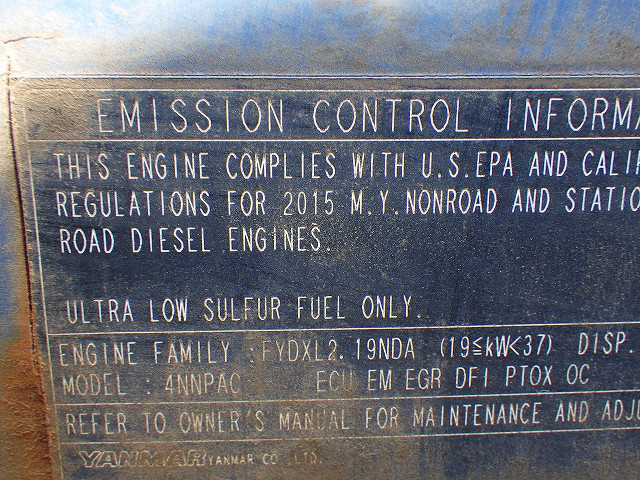 EMISSION CONTROL INFORMA
THIS ENGINE COMPLIES WITH U.S.EPA AND CALIF
REGULATIONS FOR 2015 M.Y.NONROAD AND STATIO
ROAD DIESEL ENGINES.
ULTRA LOW SULFUR FUEL ONLY.
ENGINE FAMILY :FYDXL2.19NDA (19≦kW<37) DISP.
MODEL : 4NNPAC ECU EM EGR DFI PTOX OC
REFER TO OWNER'S MANUAL FOR MAINTENANCE AND ADJU
YANMAR YANMAR CO.,LTD.